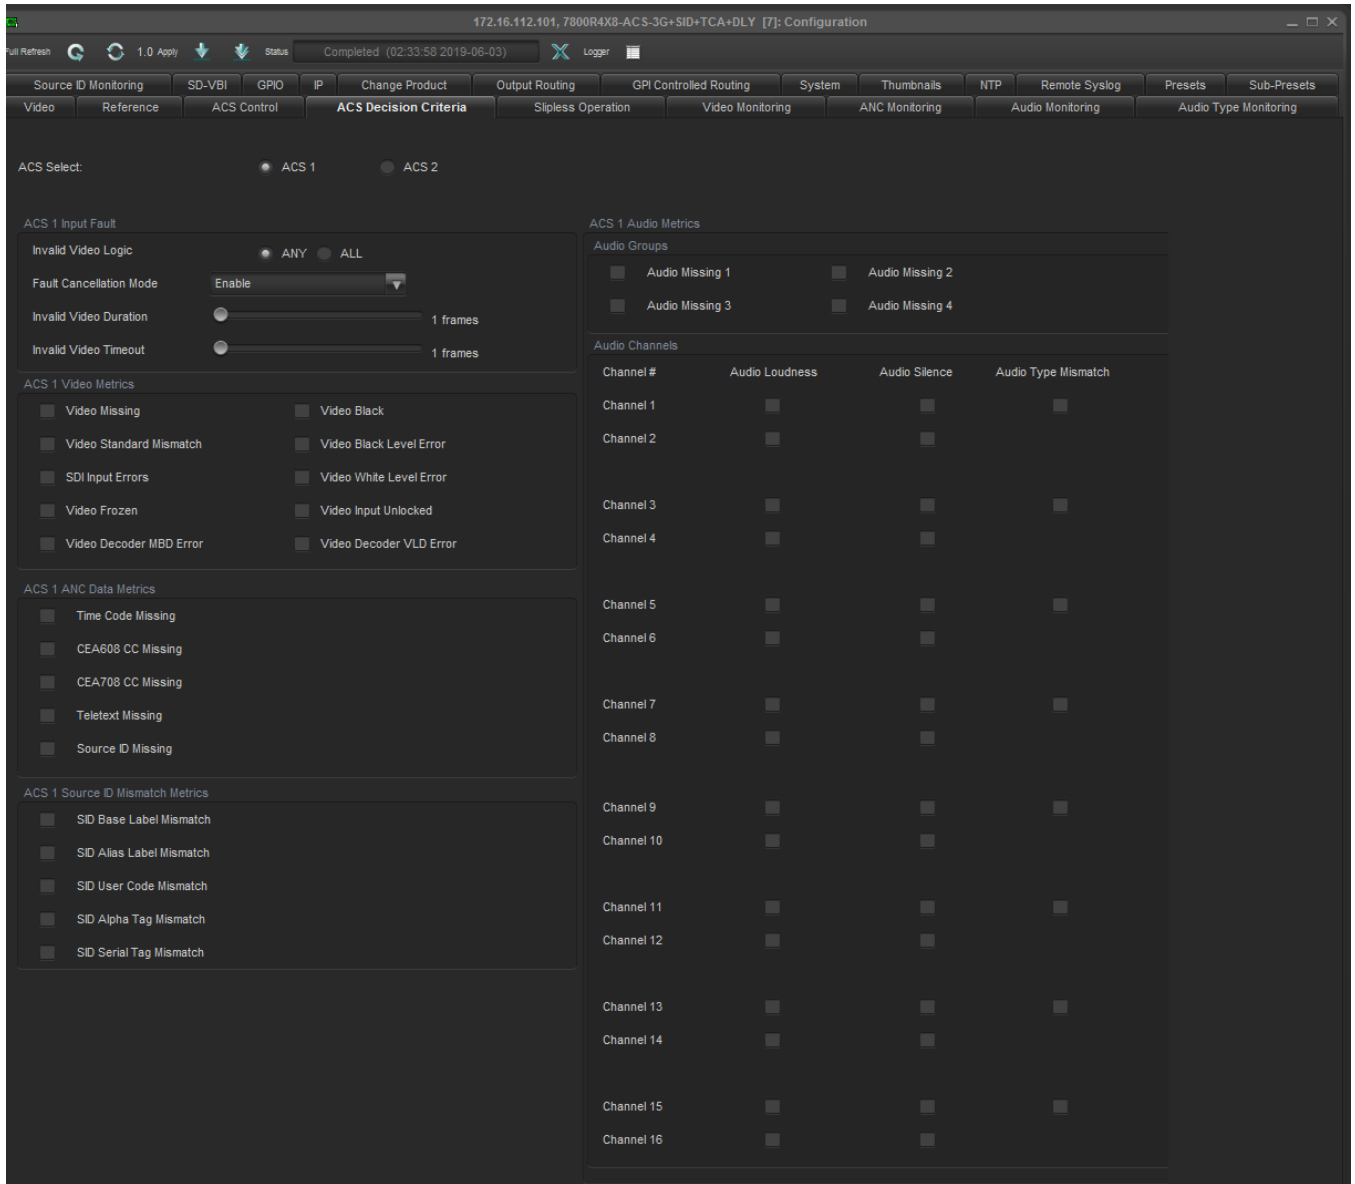 172.16.112.101, 7800R4X8-ACS-3G+SID+TCA+DLY [7]: Configuration
Full Refresh 1.0 Apply Status Completed (02:33:58 2019-06-03) Logger
Source ID Monitoring SD-VBI GPIO IP Change Product Output Routing GPI Controlled Routing System Thumbnails NTP Remote Syslog Presets Sub-Presets
Video Reference ACS Control ACS Decision Criteria Slipless Operation Video Monitoring ANC Monitoring Audio Monitoring Audio Type Monitoring
ACS Select: ACS 1 ACS 2
ACS 1 Input Fault
Invalid Video Logic ANY ALL
Fault Cancellation Mode Enable
Invalid Video Duration 1 frames
Invalid Video Timeout 1 frames
ACS 1 Video Metrics
Video Missing Video Black
Video Standard Mismatch Video Black Level Error
SDI Input Errors Video White Level Error
Video Frozen Video Input Unlocked
Video Decoder MBD Error Video Decoder VLD Error
ACS 1 ANC Data Metrics
Time Code Missing
CEA608 CC Missing
CEA708 CC Missing
Teletext Missing
Source ID Missing
ACS 1 Source ID Mismatch Metrics
SID Base Label Mismatch
SID Alias Label Mismatch
SID User Code Mismatch
SID Alpha Tag Mismatch
SID Serial Tag Mismatch
ACS 1 Audio Metrics
Audio Groups
Audio Missing 1 Audio Missing 2
Audio Missing 3 Audio Missing 4
Audio Channels
Channel # Audio Loudness Audio Silence Audio Type Mismatch
Channel 1
Channel 2
Channel 3
Channel 4
Channel 5
Channel 6
Channel 7
Channel 8
Channel 9
Channel 10
Channel 11
Channel 12
Channel 13
Channel 14
Channel 15
Channel 16